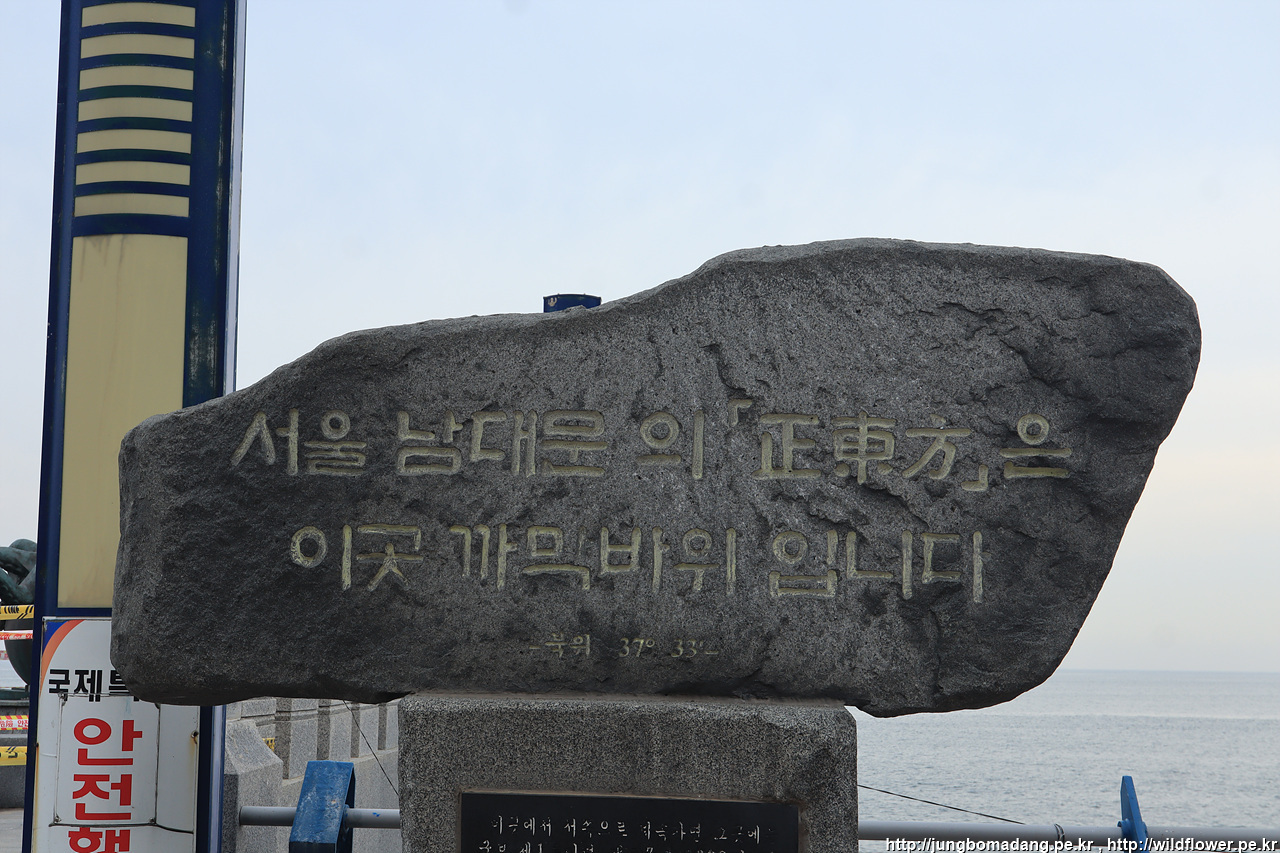 서울 남대문 의 「正東方」은
이곳 까막바위 입니다
-북위 37° 33′-
국제
안전
http://jungbomadang.pe.kr , http://wildflower.pe.kr